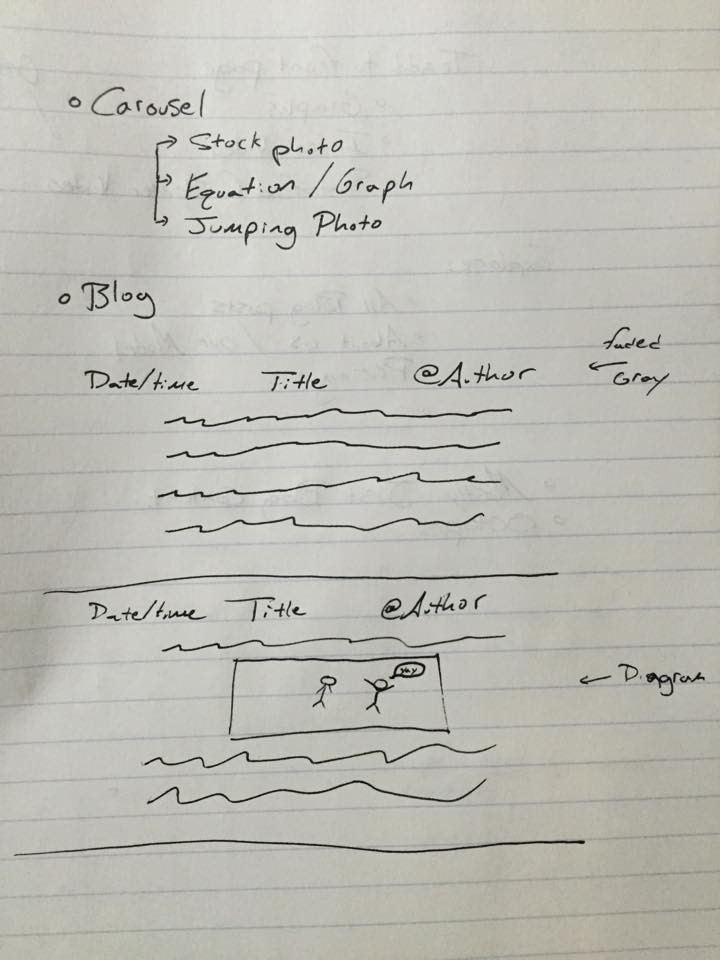 Carousel
Stock photo
Equation / Graph
Jumping Photo
Blog
Date/time Title @Author
faded
Gray
Date/time Title @Author
yay
Diagram